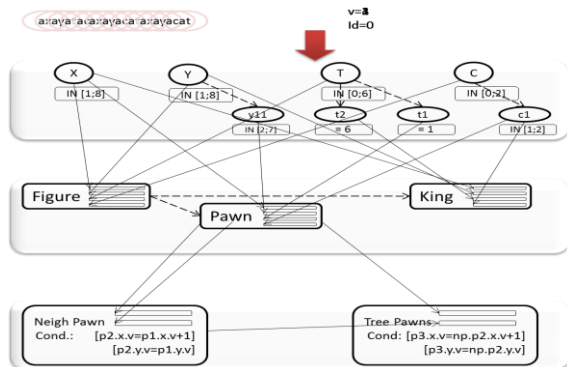 Id=0
X
Y
T
C
IN [1;8]
IN [1;8]
IN [0;6]
IN [0;2]
y11
t2
t1
c1
IN [2;7]
= 6
= 1
IN [1;2]
Figure
King
Pawn
Neigh Pawn
Cond.: [p2.x.v=p1.x.v+1]
[p2.y.v=p1.y.v]
Tree Pawns
Cond: [p3.x.v=np.p2.x.v+1]
[p3.y.v=np.p2.y.v]